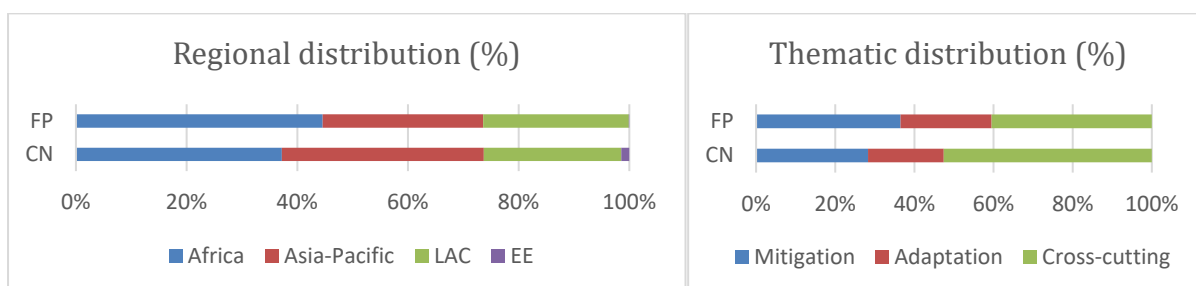 Regional distribution (%)
FP
CN
0% 20% 40% 60% 80% 100%
Africa Asia-Pacific LAC EE
Thematic distribution (%)
FP
CN
0% 20% 40% 60% 80% 100%
Mitigation Adaptation Cross-cutting